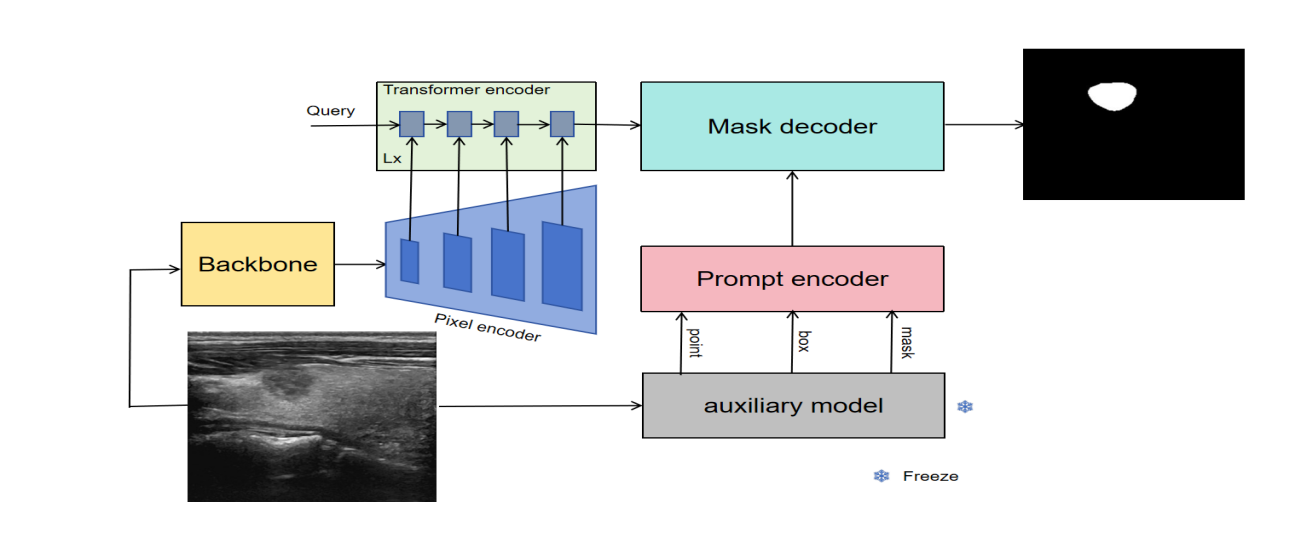 Transformer encoder
Query
Lx
Mask decoder
Backbone
Pixel encoder
Prompt encoder
point
box
mask
auxiliary model
Freeze